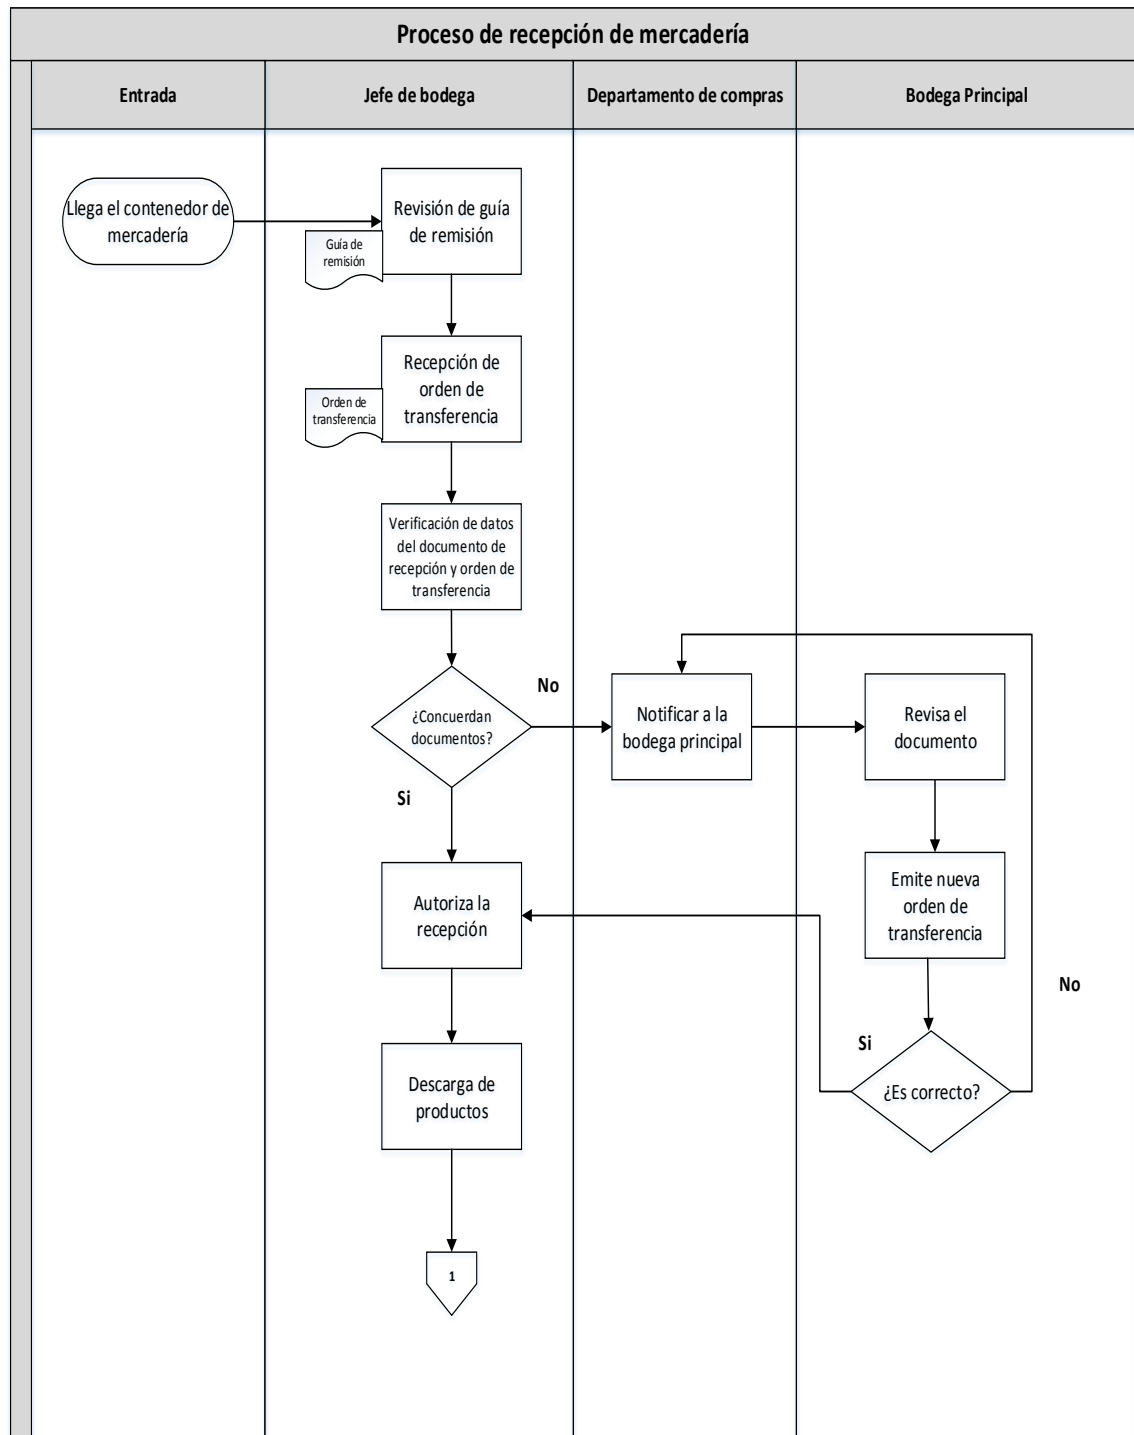 Proceso de recepción de mercadería
Entrada
Jefe de bodega
Departamento de compras
Bodega Principal
Llega el contenedor de
mercadería
Revisión de guía
de remisión
Guía de
remisión
Recepción de
orden de
transferencia
Orden de
transferencia
Verificación de datos
del documento de
recepción y orden de
transferencia
¿Concuerdan
documentos?
No
Notificar a la
bodega principal
Revisa el
documento
Si
Autoriza la
recepción
Emite nueva
orden de
transferencia
No
Si
¿Es correcto?
Descarga de
productos
1